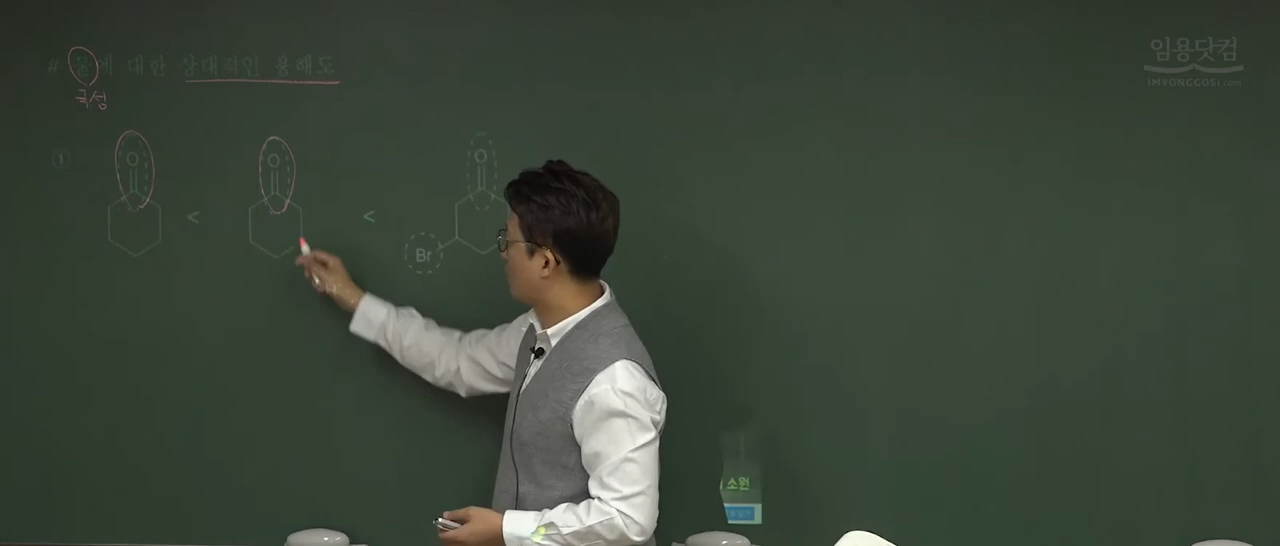 # 물에 대한 상대적인 용해도
극성
①
O
<
O
<
O
Br
임용닷컴
IMYONGGOSI.com
소원